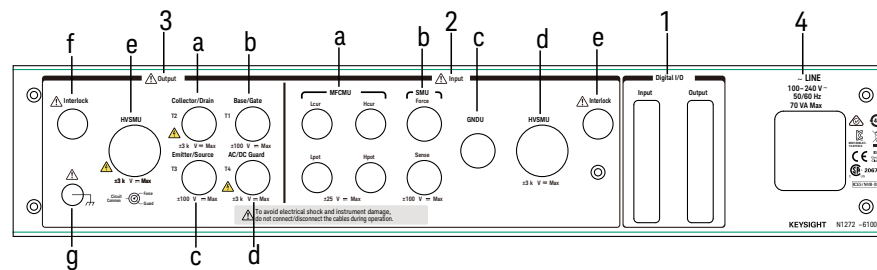 3 2 1 4
f e a b a b c d e
Output
Input
Digital I/O
~ LINE
100-240 V~
50/60 Hz
70 VA Max
Interlock
HVSMU
±3 k V Max
Collector/Drain
T2
±3 k V Max
Base/Gate
T1
±100 V Max
Emitter/Source
T3
±100 V Max
AC/DC Guard
T4
±3 k V Max
Circuit
Common
Force
Guard
MFCMU
Lcur Hcur
Lpot Hpot
±25 V Max
SMU
Force
Sense
±100 V Max
GNDU
HVSMU
±3 k V Max
Interlock
Input Output
To avoid electrical shock and instrument damage,
do not connect/disconnect the cables during operation.
KEYSIGHT N1272 -6100
CE
2067
g c d